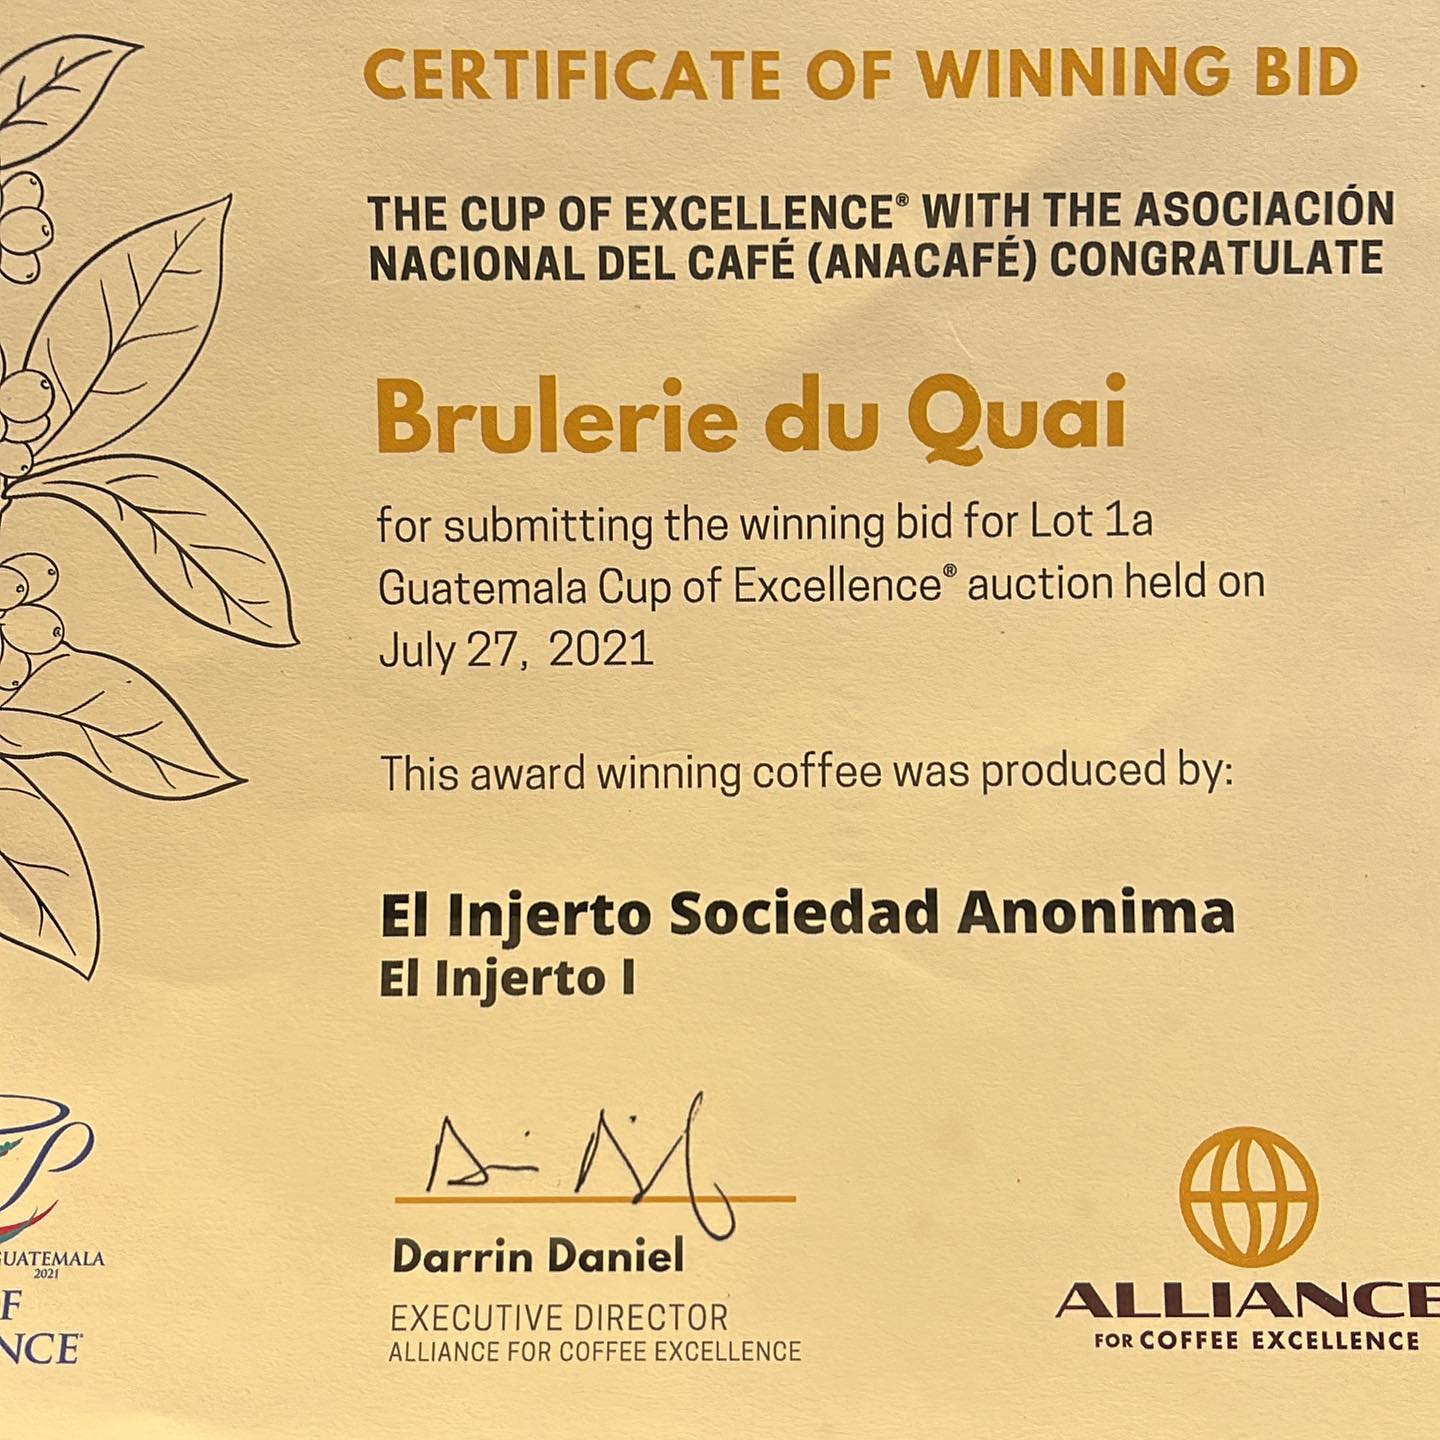 CERTIFICATE OF WINNING BID
THE CUP OF EXCELLENCE® WITH THE ASOCIACIÓN
NACIONAL DEL CAFÉ (ANACAFÉ) CONGRATULATE
Brulerie du Quai
for submitting the winning bid for Lot 1a
Guatemala Cup of Excellence® auction held on
July 27, 2021
This award winning coffee was produced by:
El Injerto Sociedad Anonima
El Injerto I
Darrin Daniel
EXECUTIVE DIRECTOR
ALLIANCE FOR COFFEE EXCELLENCE
GUATEMALA
2021
F
NCE
ALLIANCE
FOR COFFEE EXCELLENCE